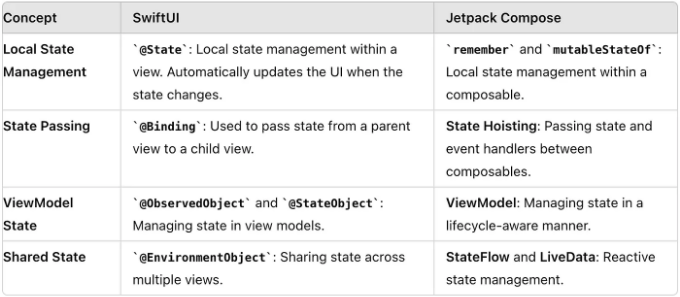 Concept SwiftUI Jetpack Compose
Local State Management
`@State`: Local state management within a
view. Automatically updates the UI when the
state changes.
`remember` and `mutableStateOf`:
Local state management within a
composable.
State Passing
`@Binding`: Used to pass state from a parent
view to a child view.
State Hoisting: Passing state and
event handlers between
composables.
ViewModel
State
`@ObservedObject` and `@StateObject`:
Managing state in view models.
ViewModel: Managing state in a
lifecycle-aware manner.
Shared State
`@EnvironmentObject`: Sharing state across
multiple views.
StateFlow and LiveData: Reactive
state management.